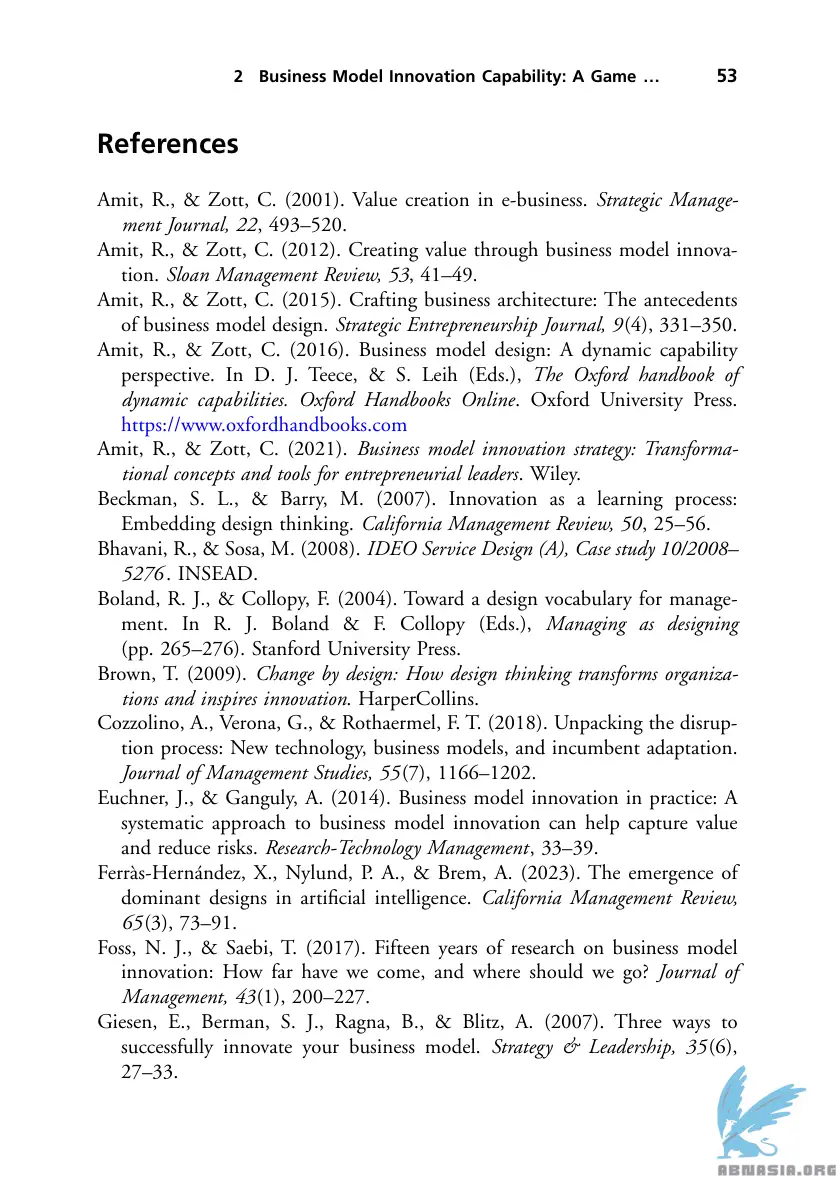 2 Business Model Innovation Capability: A Game … 53
References
Amit, R., & Zott, C. (2001). Value creation in e-business. Strategic Manage-
ment Journal, 22, 493–520.
Amit, R., & Zott, C. (2012). Creating value through business model innova-
tion. Sloan Management Review, 53, 41–49.
Amit, R., & Zott, C. (2015). Crafting business architecture: The antecedents
of business model design. Strategic Entrepreneurship Journal, 9(4), 331–350.
Amit, R., & Zott, C. (2016). Business model design: A dynamic capability
perspective. In D. J. Teece, & S. Leih (Eds.), The Oxford handbook of
dynamic capabilities. Oxford Handbooks Online. Oxford University Press.
https://www.oxfordhandbooks.com
Amit, R., & Zott, C. (2021). Business model innovation strategy: Transforma-
tional concepts and tools for entrepreneurial leaders. Wiley.
Beckman, S. L., & Barry, M. (2007). Innovation as a learning process:
Embedding design thinking. California Management Review, 50, 25–56.
Bhavani, R., & Sosa, M. (2008). IDEO Service Design (A), Case study 10/2008–
5276. INSEAD.
Boland, R. J., & Collopy, F. (2004). Toward a design vocabulary for manage-
ment. In R. J. Boland & F. Collopy (Eds.), Managing as designing
(pp. 265–276). Stanford University Press.
Brown, T. (2009). Change by design: How design thinking transforms organiza-
tions and inspires innovation. HarperCollins.
Cozzolino, A., Verona, G., & Rothaermel, F. T. (2018). Unpacking the disrup-
tion process: New technology, business models, and incumbent adaptation.
Journal of Management Studies, 55(7), 1166–1202.
Euchner, J., & Ganguly, A. (2014). Business model innovation in practice: A
systematic approach to business model innovation can help capture value
and reduce risks. Research-Technology Management, 33–39.
Ferràs-Hernández, X., Nylund, P. A., & Brem, A. (2023). The emergence of
dominant designs in artificial intelligence. California Management Review,
65(3), 73–91.
Foss, N. J., & Saebi, T. (2017). Fifteen years of research on business model
innovation: How far have we come, and where should we go? Journal of
Management, 43(1), 200–227.
Giesen, E., Berman, S. J., Ragna, B., & Blitz, A. (2007). Three ways to
successfully innovate your business model. Strategy & Leadership, 35(6),
27–33.
ABNASIA.ORG